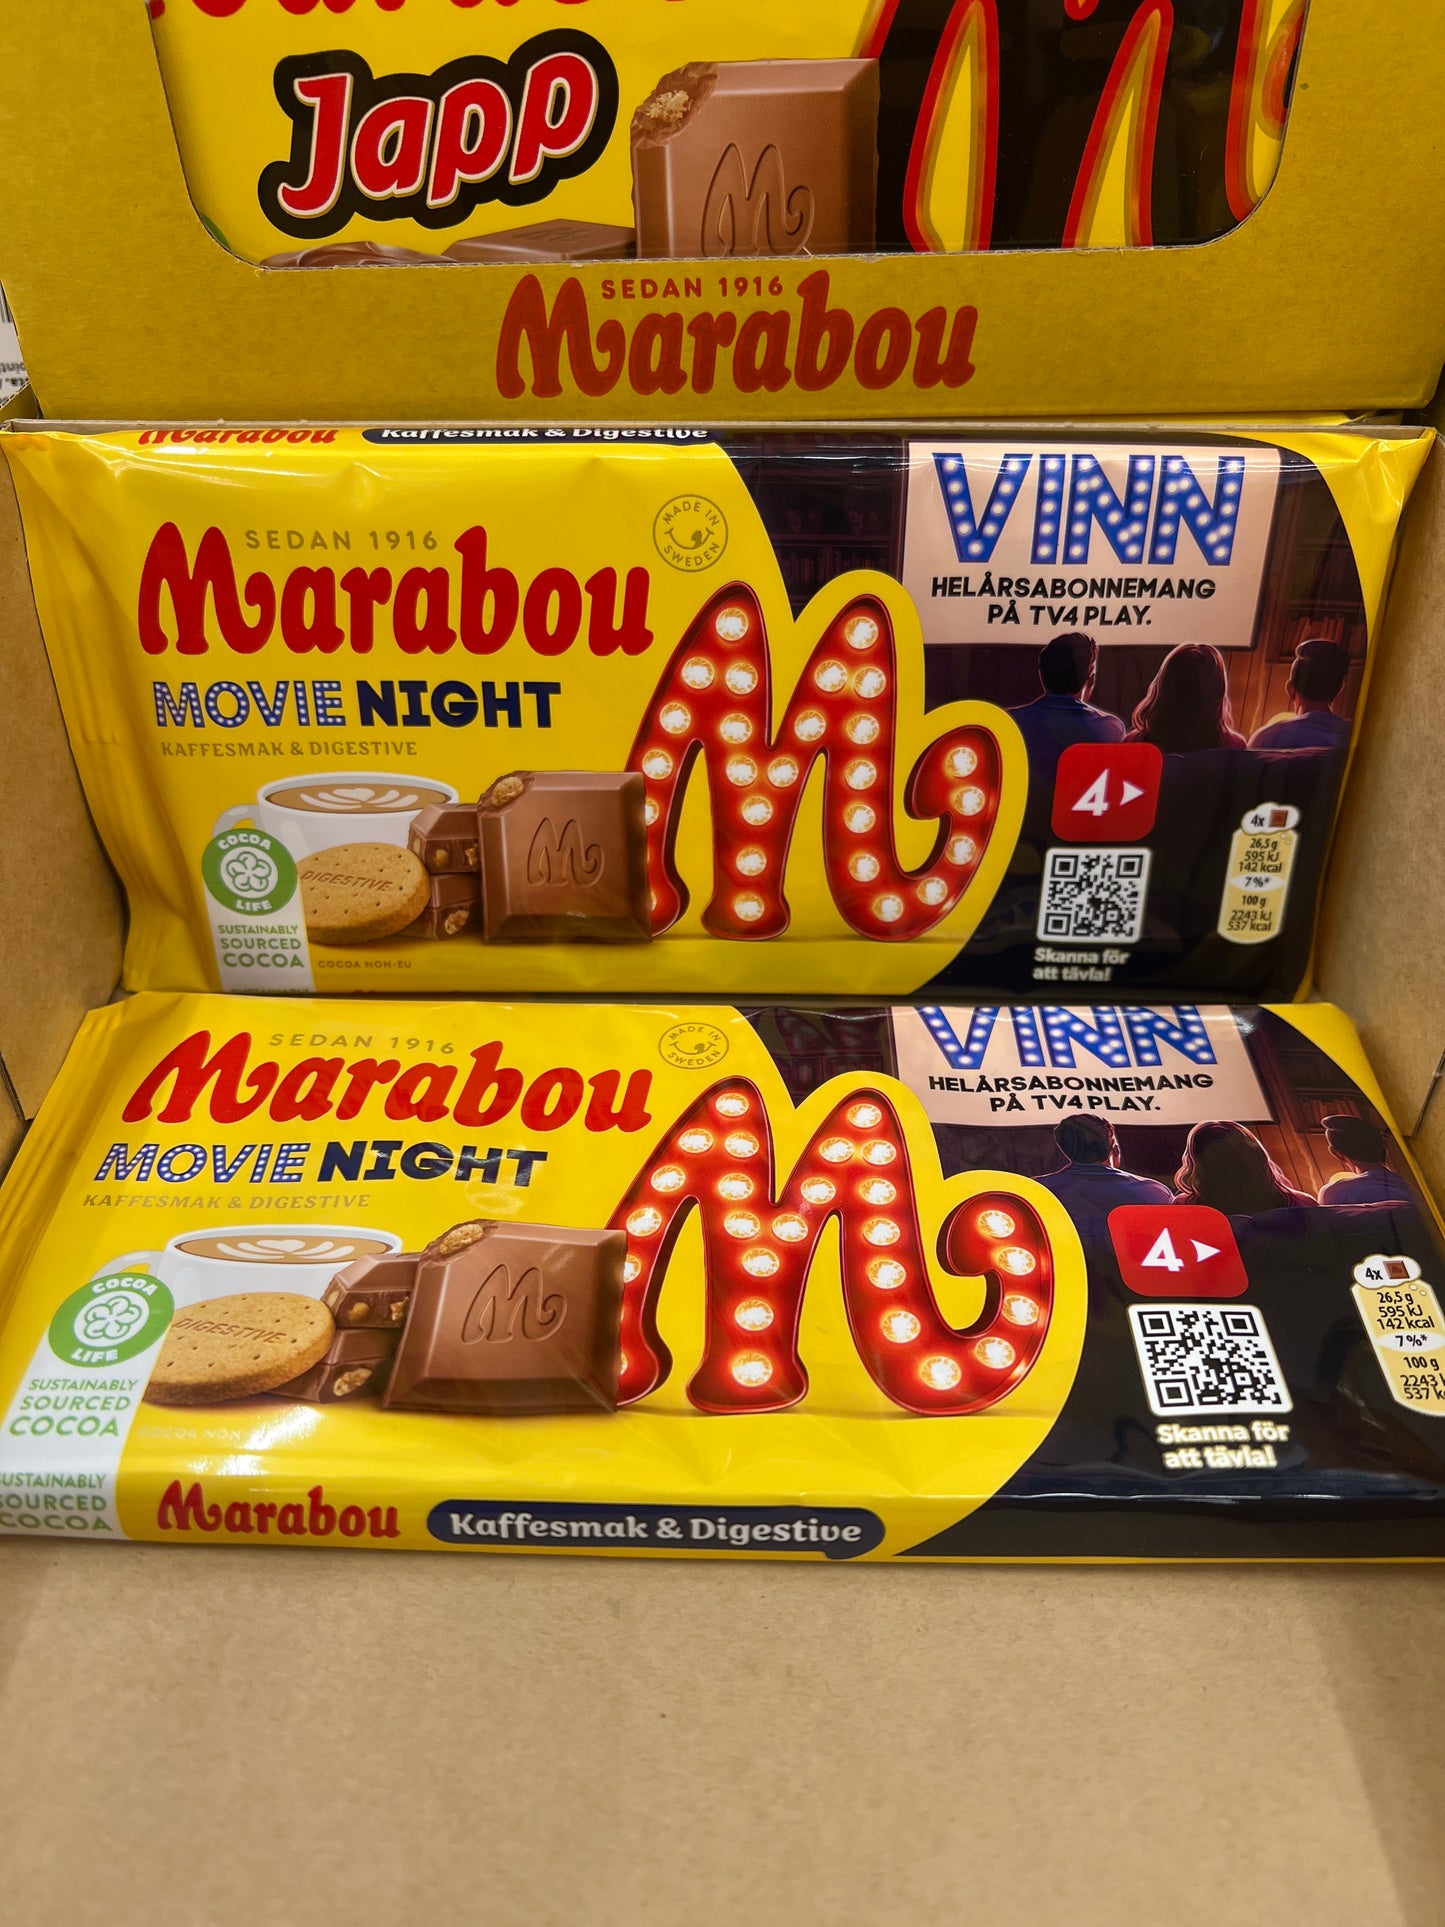 Japp
SEDAN 1916
Marabou
Marabou Kaffesmak & Digestive
SEDAN 1916
Marabou
MADE IN SWEDEN
MOVIE NIGHT
KAFFESMAK & DIGESTIVE
DIGESTIVE
COCOA LIFE
SUSTAINABLY
SOURCED
COCOA
COCOA NON-EU
VINN
HELÅRSABONNEMANG
PÅ TV4 PLAY.
4
Skanna för
att tävla!
4x
26,5 g
595 kJ
142 kcal
7%*
100 g
2243 kJ
537 kcal
SEDAN 1916
Marabou
MADE IN SWEDEN
MOVIE NIGHT
KAFFESMAK & DIGESTIVE
DIGESTIVE
COCOA LIFE
SUSTAINABLY
SOURCED
COCOA
COCOA NON
VINN
HELÅRSABONNEMANG
PÅ TV4 PLAY.
4
Skanna för
att tävla!
4x
26,5 g
595 kJ
142 kcal
7%*
100 g
2243
537
SUSTAINABLY
SOURCED
COCOA
Marabou Kaffesmak & Digestive